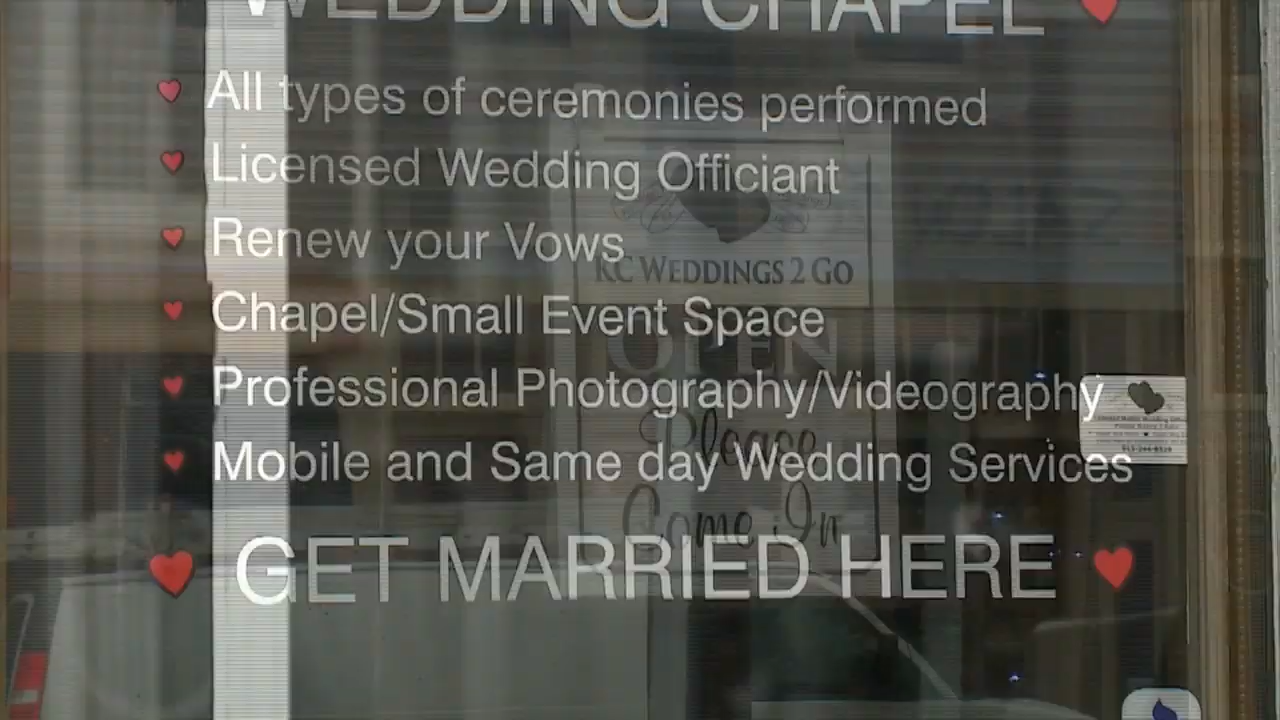 WEDDING CHAPEL
All types of ceremonies performed
Licensed Wedding Officiant
Renew your Vows
KC WEDDINGS 2 GO
Chapel/Small Event Space
OPEN
Professional Photography/Videography
Please
Mobile and Same day Wedding Services
Come In
GET MARRIED HERE